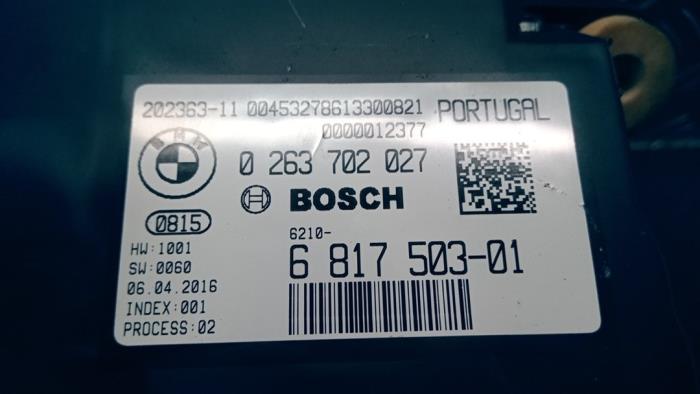 202363-11 00453278613300821 PORTUGAL
0000012377
BMW
0 263 702 027
BOSCH
0815
6210-
6 817 503-01
HW:1001
SW:0060
06.04.2016
INDEX:001
PROCESS:02